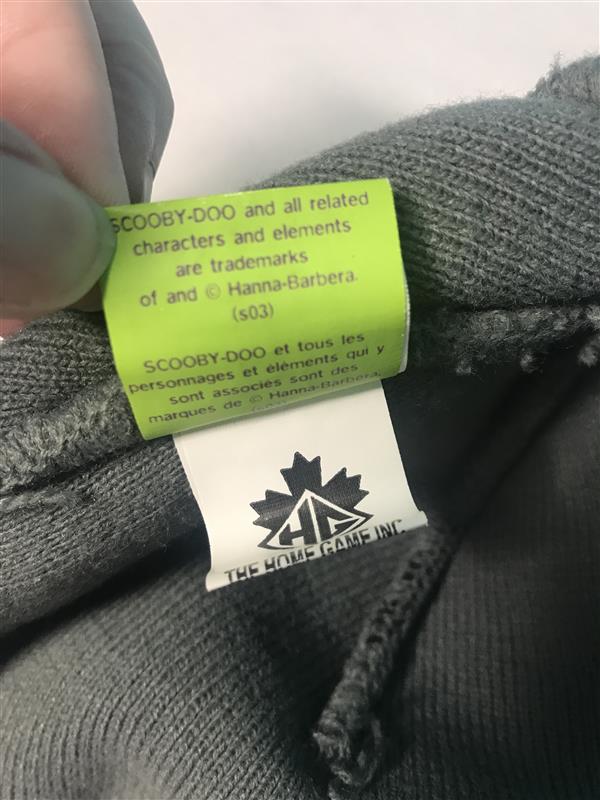 SCOOBY-DOO and all related
characters and elements
are trademarks
of and © Hanna-Barbera.
(s03)
SCOOBY-DOO et tous les
personnages et eléments qui y
sont associés sont des
marques de © Hanna-Barbera.
HG
THE HOME GAME INC